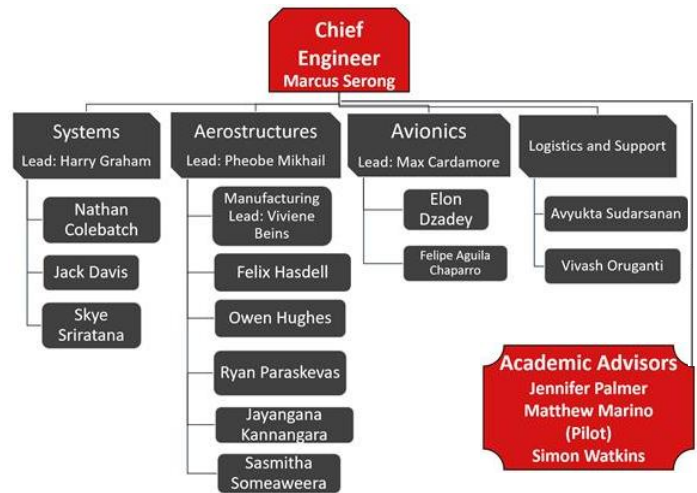 Chief
Engineer
Marcus Serong
Systems
Lead: Harry Graham
Nathan
Colebatch
Jack Davis
Skye
Sriratana
Aerostructures
Lead: Pheobe Mikhail
Manufacturing
Lead: Viviene
Beins
Felix Hasdell
Owen Hughes
Ryan Paraskevas
Jayangana
Kannangara
Sasmitha
Someaweera
Avionics
Lead: Max Cardamore
Elon
Dzadey
Felipe Aguila
Chaparro
Logistics and Support
Avyukta Sudarsanan
Vivash Oruganti
Academic Advisors
Jennifer Palmer
Matthew Marino
(Pilot)
Simon Watkins